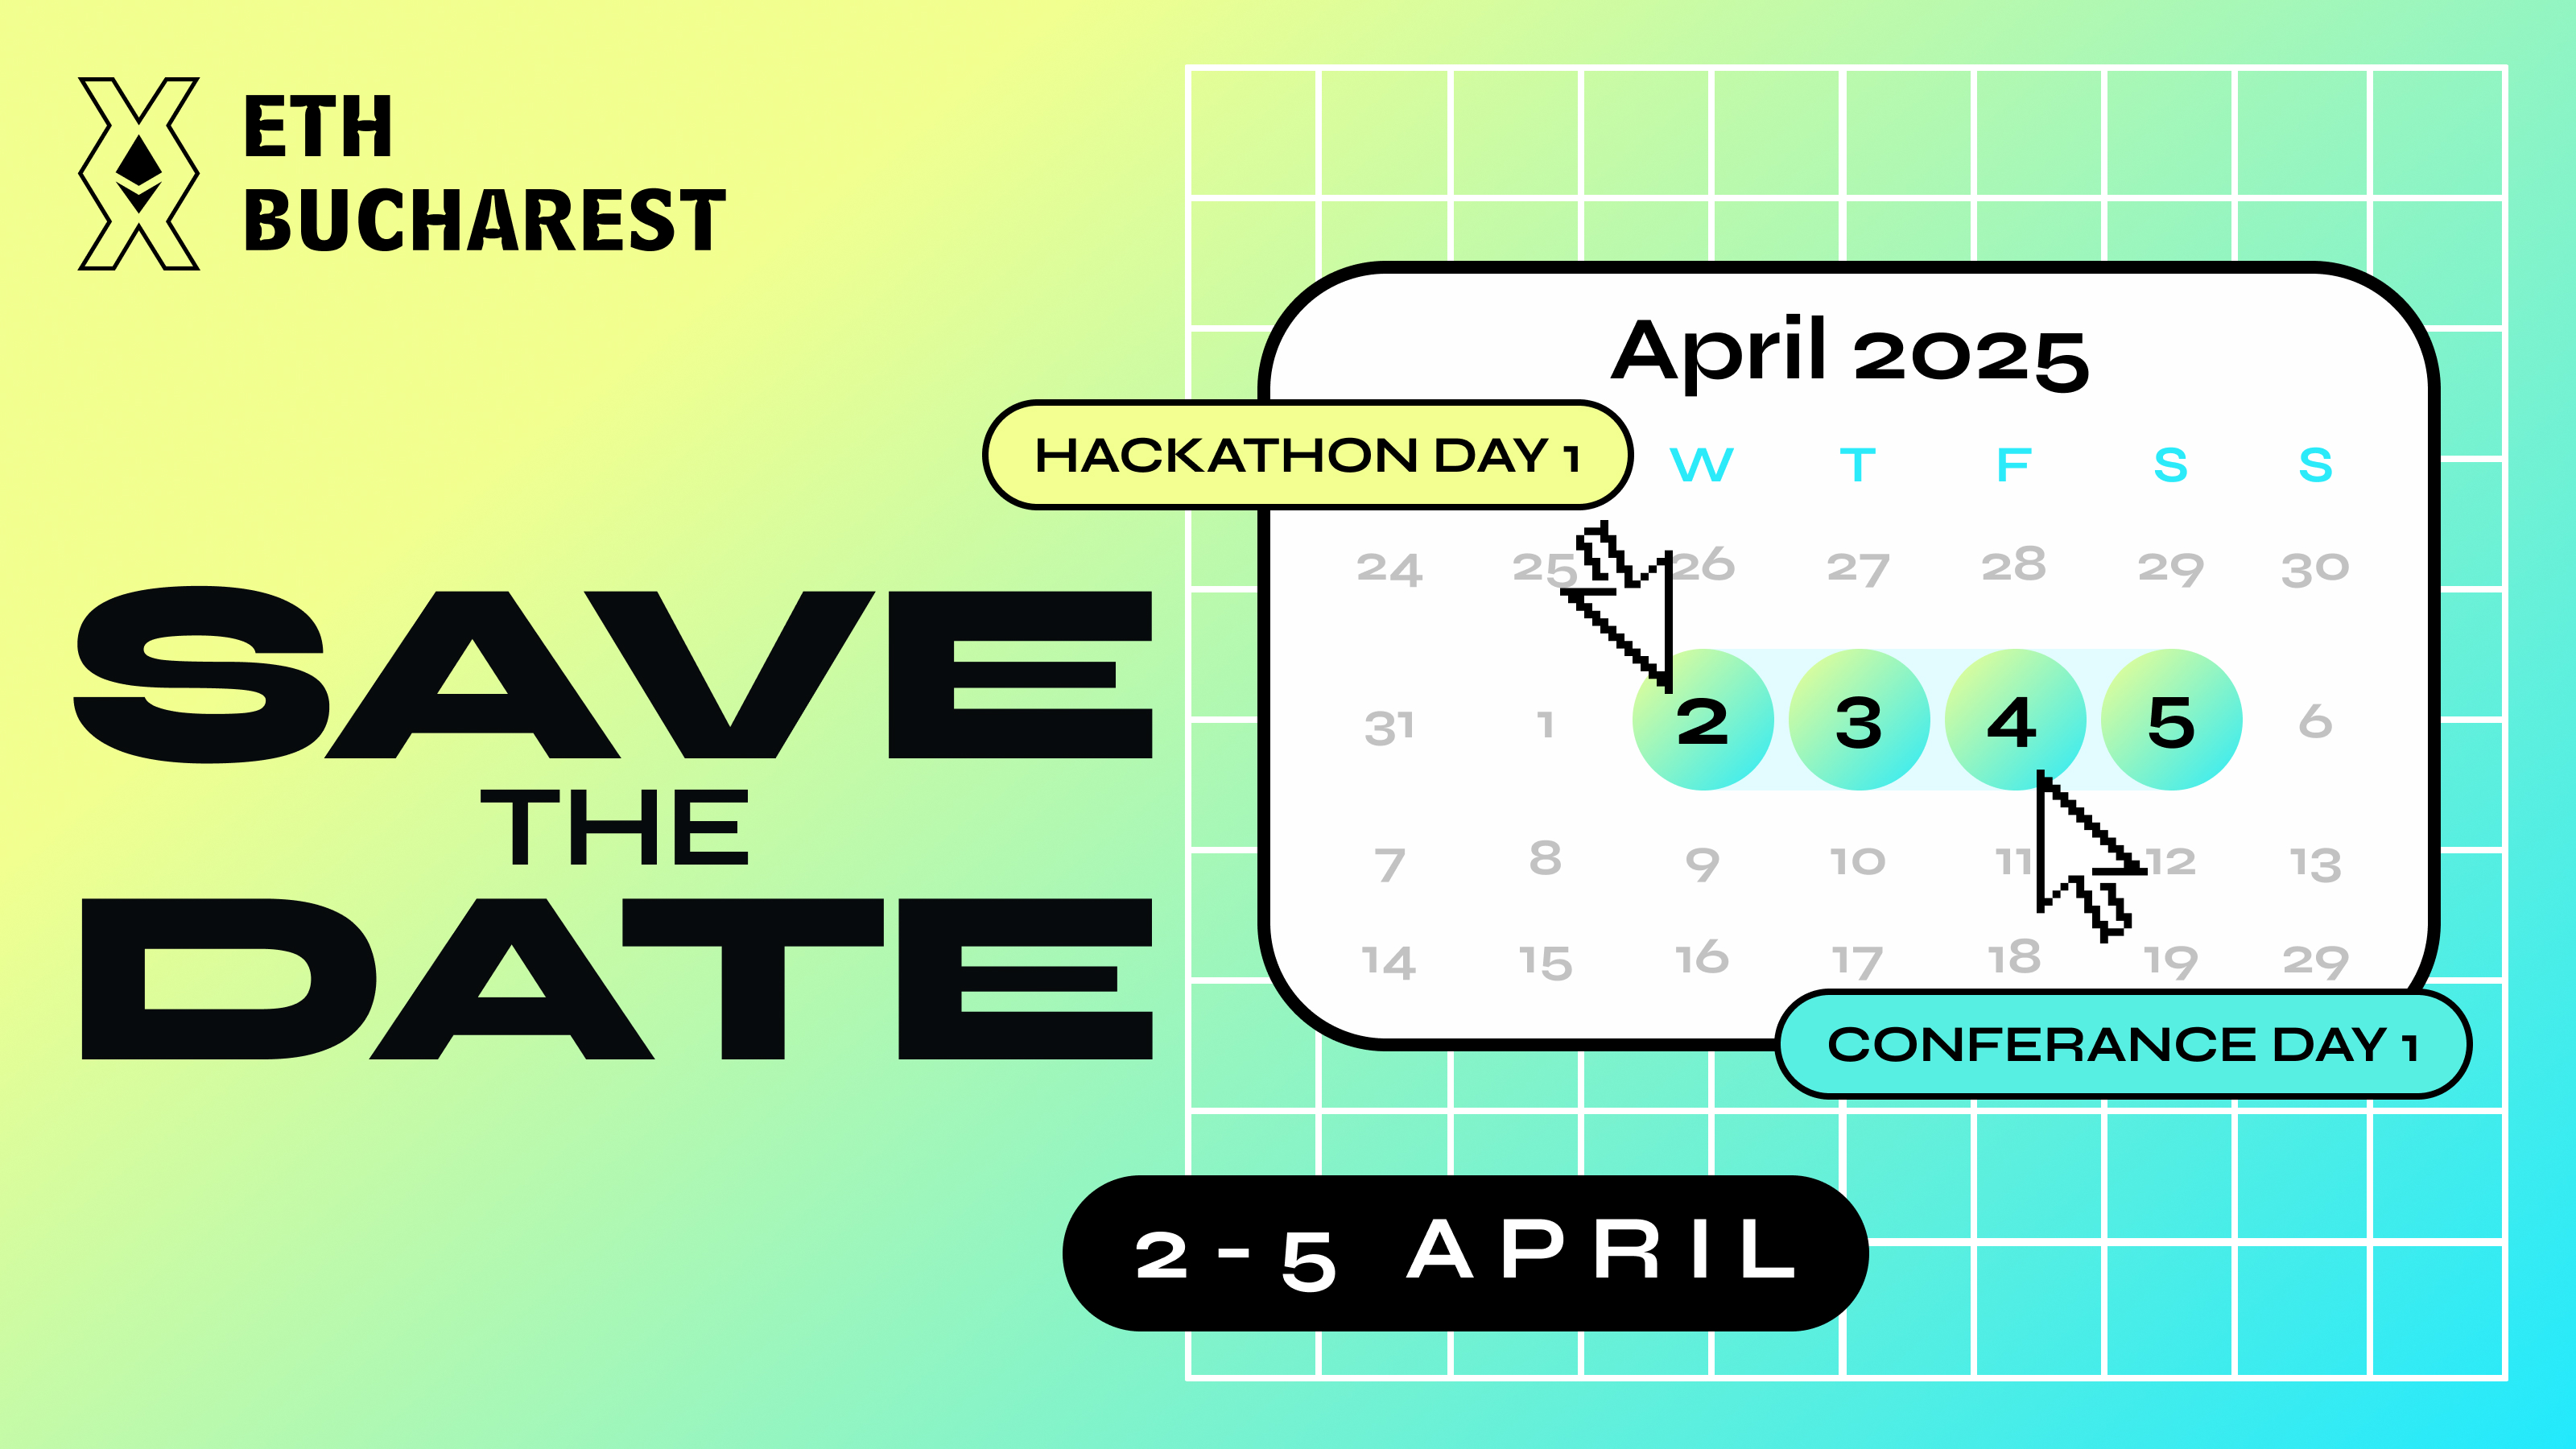 ETH
BUCHAREST
SAVE
THE
DATE
April 2025
HACKATHON DAY 1
W T F S S
24 25 26 27 28 29 30
31 1 2 3 4 5 6
7 8 9 10 11 12 13
14 15 16 17 18 19 29
CONFERANCE DAY 1
2-5 APRIL